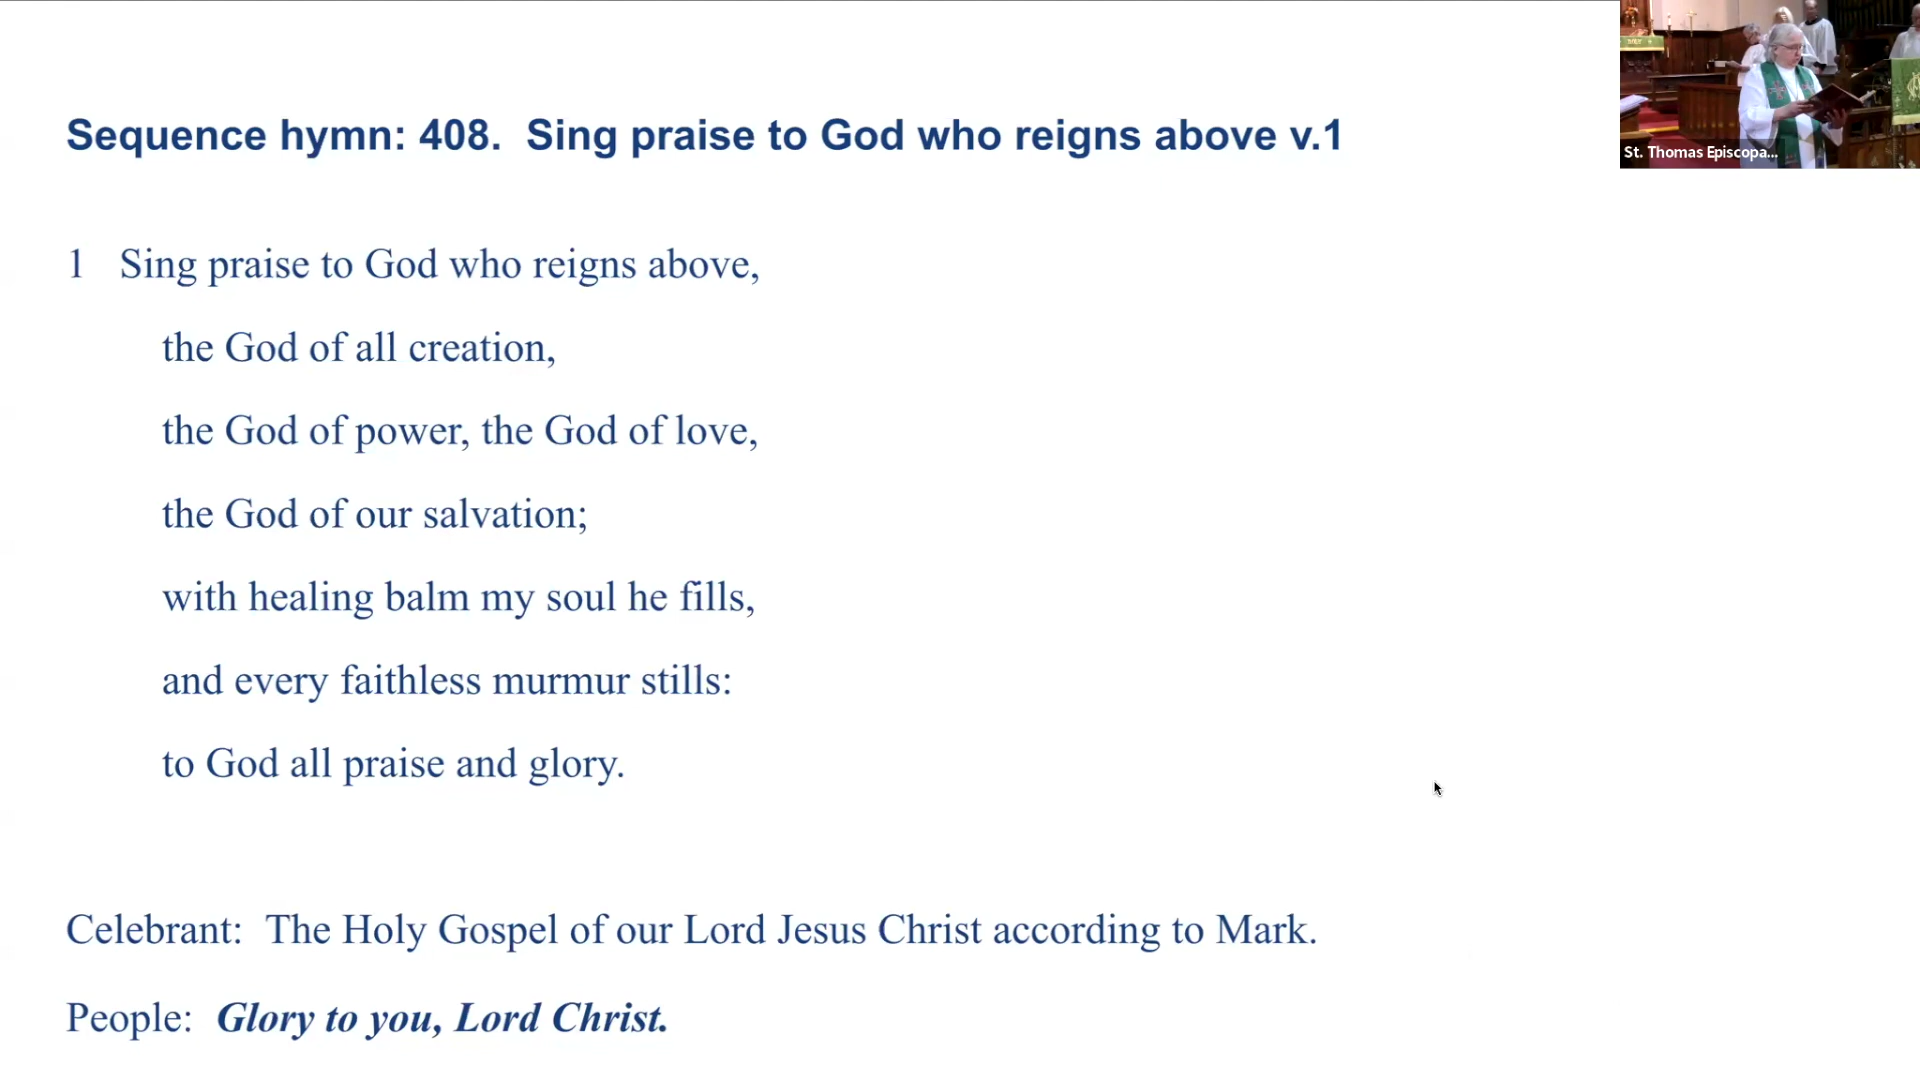 Sequence hymn: 408. Sing praise to God who reigns above v.1
1 Sing praise to God who reigns above,
the God of all creation,
the God of power, the God of love,
the God of our salvation;
with healing balm my soul he fills,
and every faithless murmur stills:
to God all praise and glory.
Celebrant: The Holy Gospel of our Lord Jesus Christ according to Mark.
People: Glory to you, Lord Christ.
St. Thomas Episcopa...